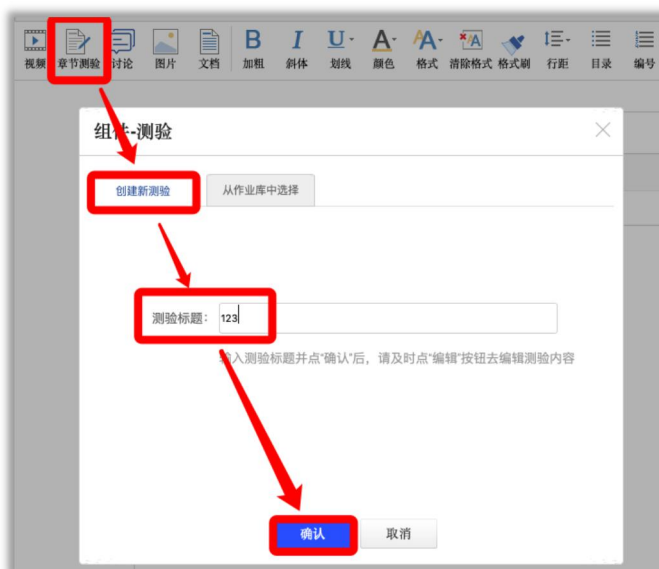 视频 章节测验 讨论 图片 文档 加粗 斜体 划线 颜色 格式 清除格式 格式刷 行距 目录 编号
组件-测验
创建新测验 从作业库中选择
测验标题： 123
输入测验标题并点“确认”后，请及时点“编辑”按钮去编辑测验内容
确认 取消